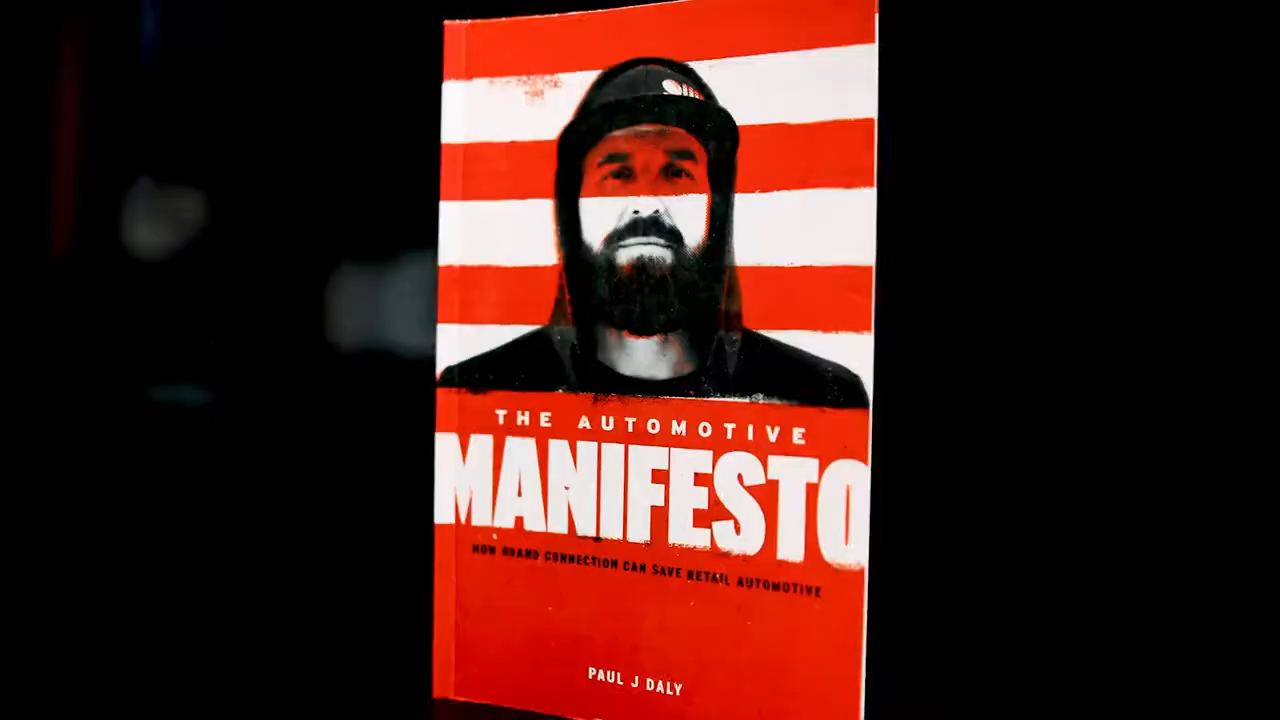 THE AUTOMOTIVE
MANIFESTO
HOW BRAND CONNECTION CAN SAVE RETAIL AUTOMOTIVE
PAUL J DALY